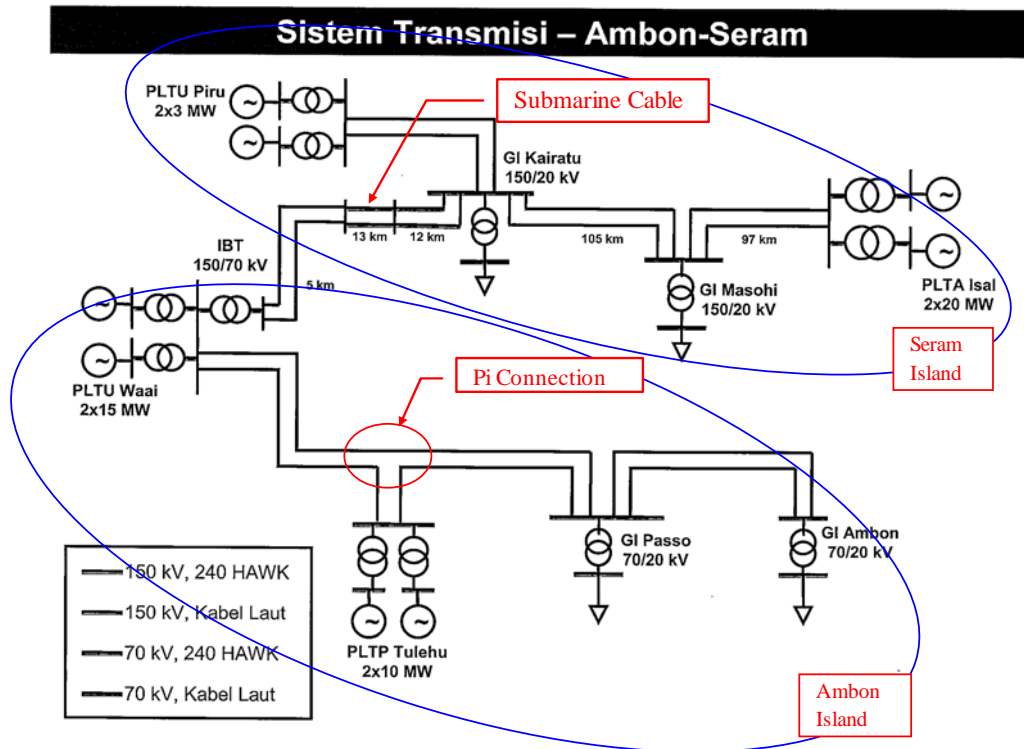 Sistem Transmisi – Ambon-Seram
PLTU Piru
2x3 MW
Submarine Cable
GI Kairatu
150/20 kV
13 km
12 km
105 km
97 km
IBT
150/70 kV
5 km
GI Masohi
150/20 kV
PLTA Isal
2x20 MW
Seram
Island
PLTU Waai
2x15 MW
Pi Connection
GI Passo
70/20 kV
GI Ambon
70/20 kV
PLTP Tulehu
2x10 MW
150 kV, 240 HAWK
150 kV, Kabel Laut
70 kV, 240 HAWK
70 kV, Kabel Laut
Ambon
Island